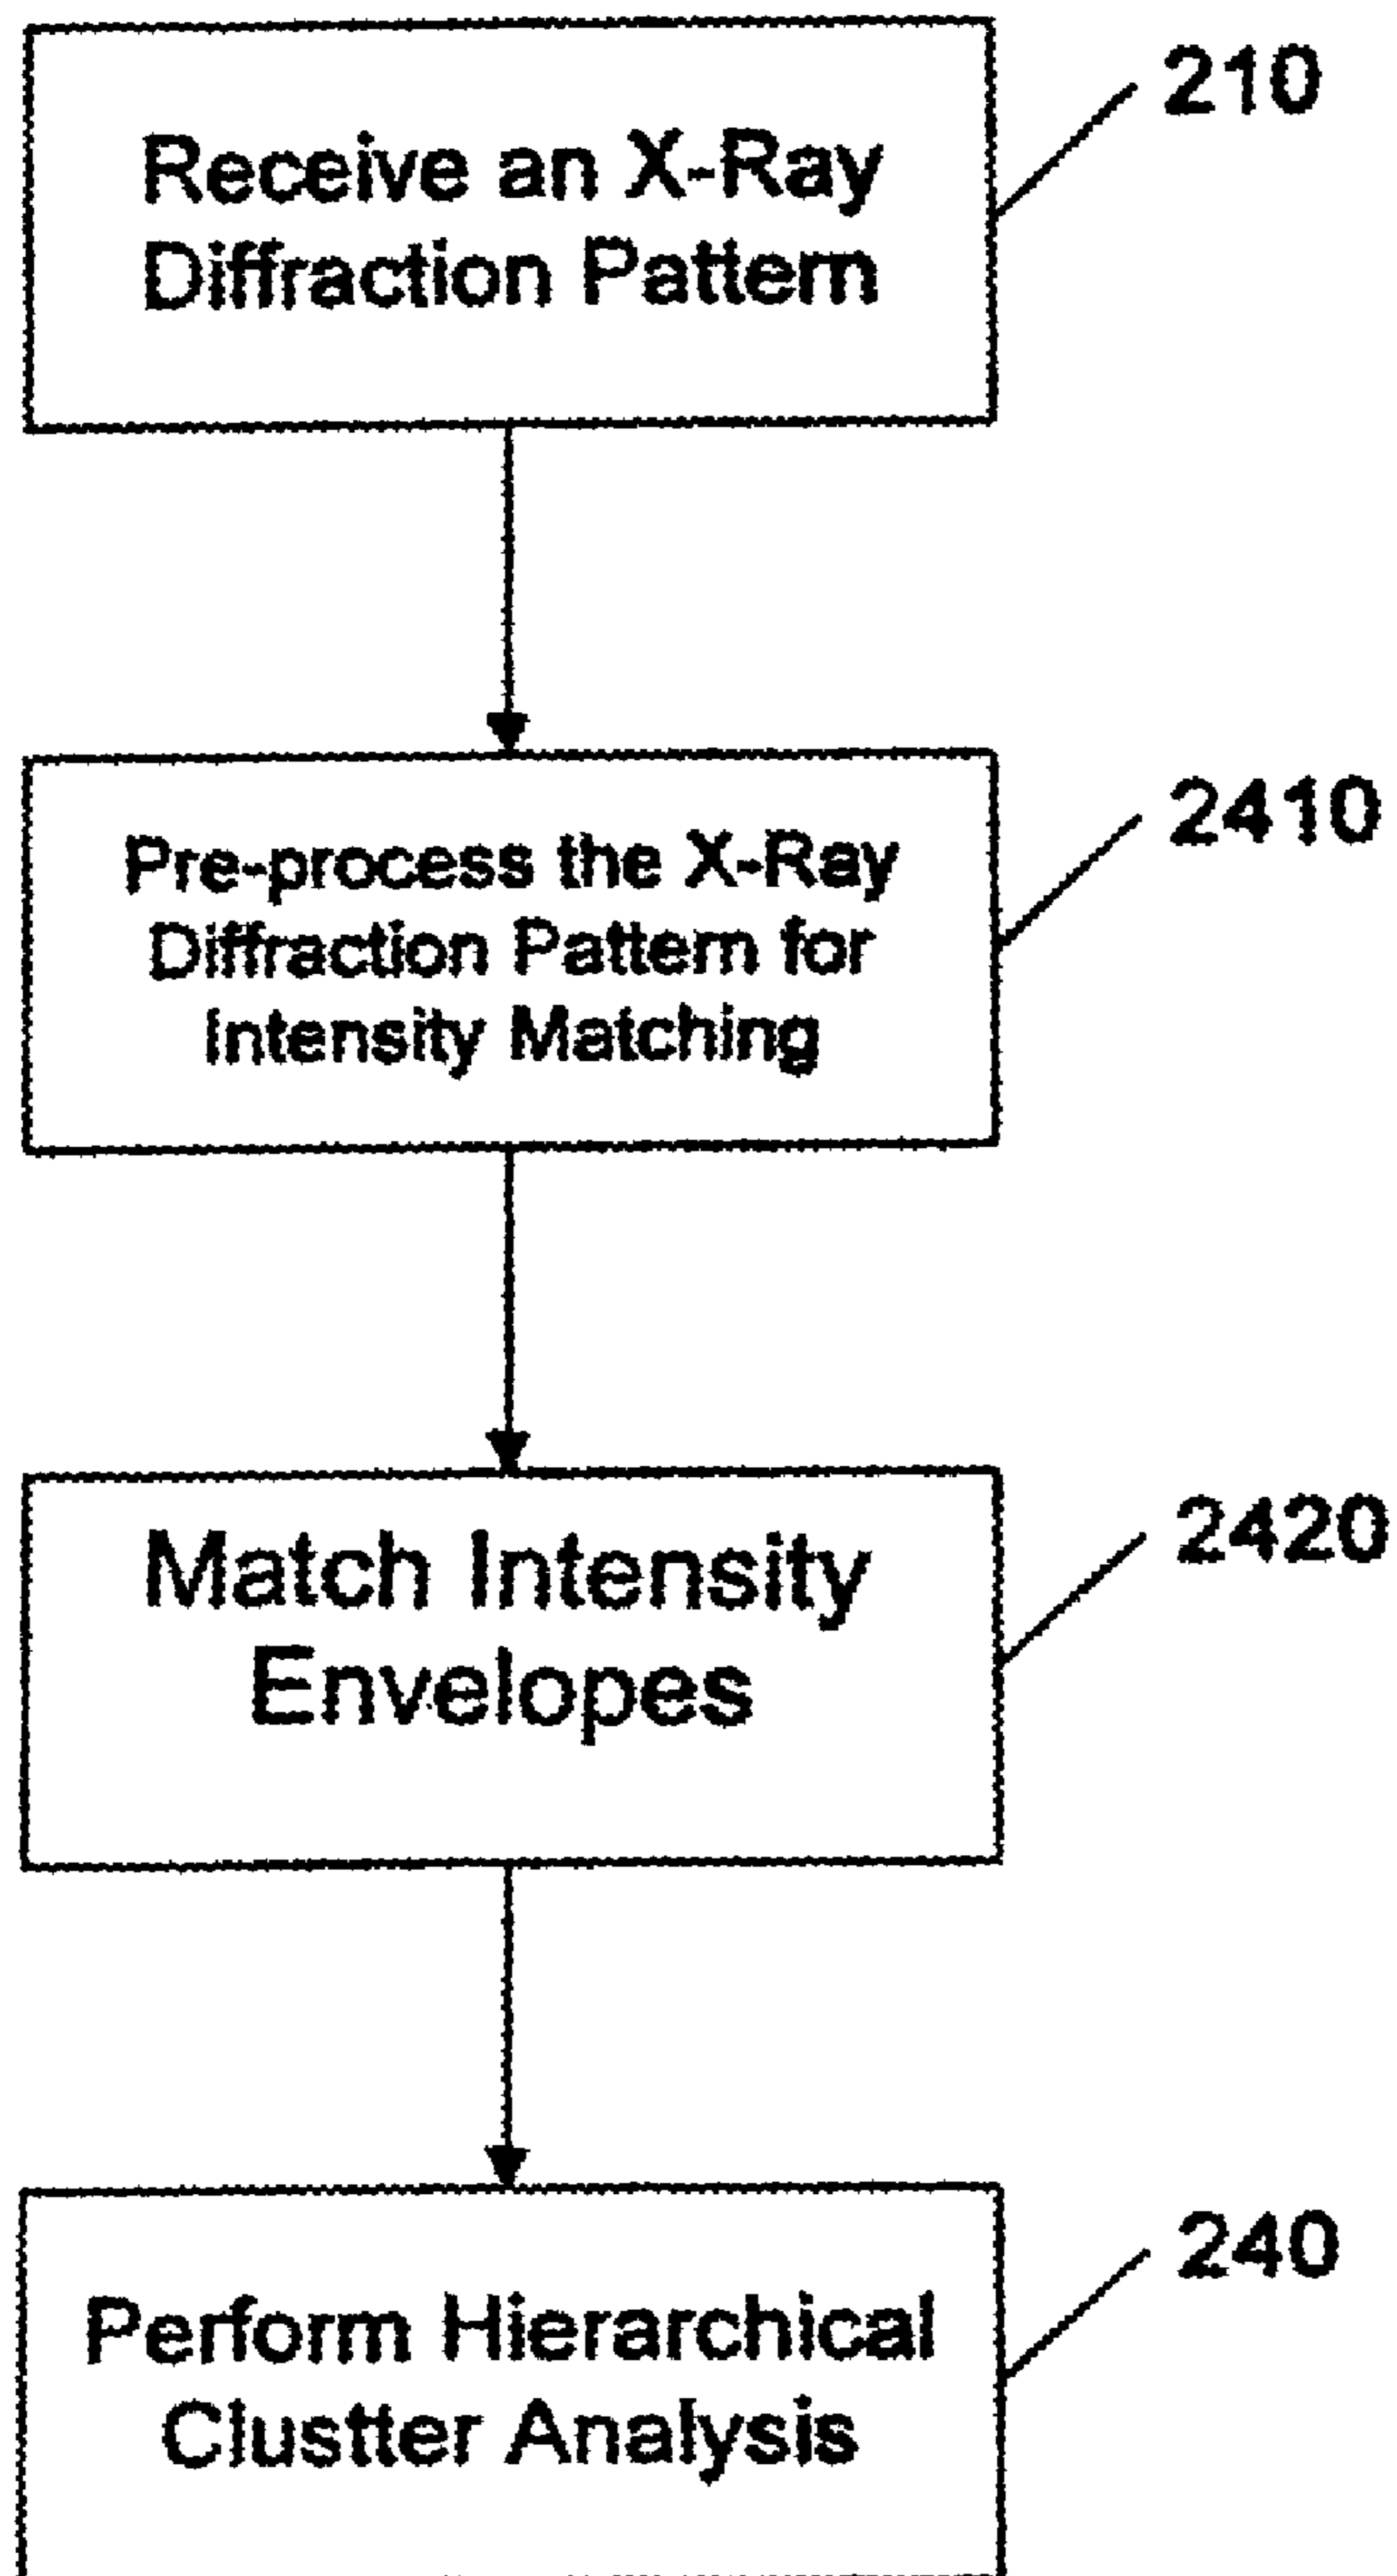 Receive an X-Ray
Diffraction Pattern
210
Pre-process the X-Ray
Diffraction Pattern for
Intensity Matching
2410
Match Intensity
Envelopes
2420
Perform Hierarchical
Clustter Analysis
240